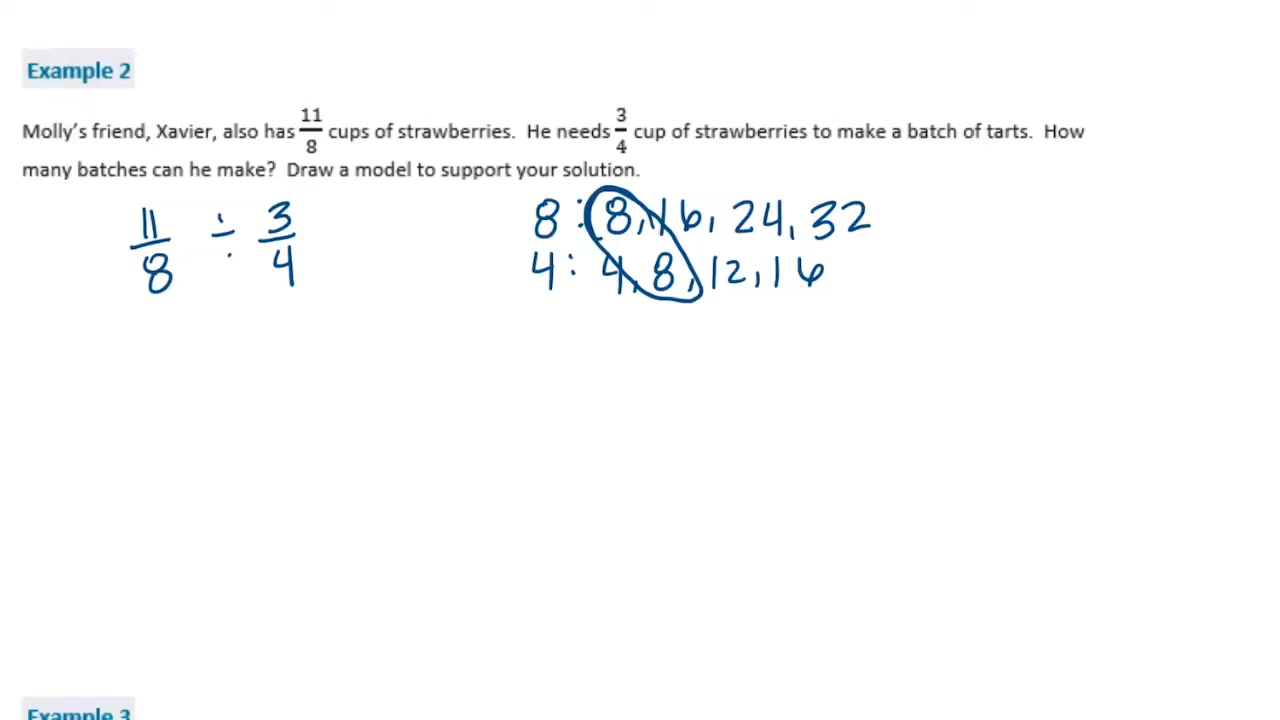 Example 2
Molly's friend, Xavier, also has 11/8 cups of strawberries. He needs 3/4 cup of strawberries to make a batch of tarts. How
many batches can he make? Draw a model to support your solution.
11/8 ÷ 3/4
8: 8, 16, 24, 32
4: 4, 8, 12, 16
Example 3